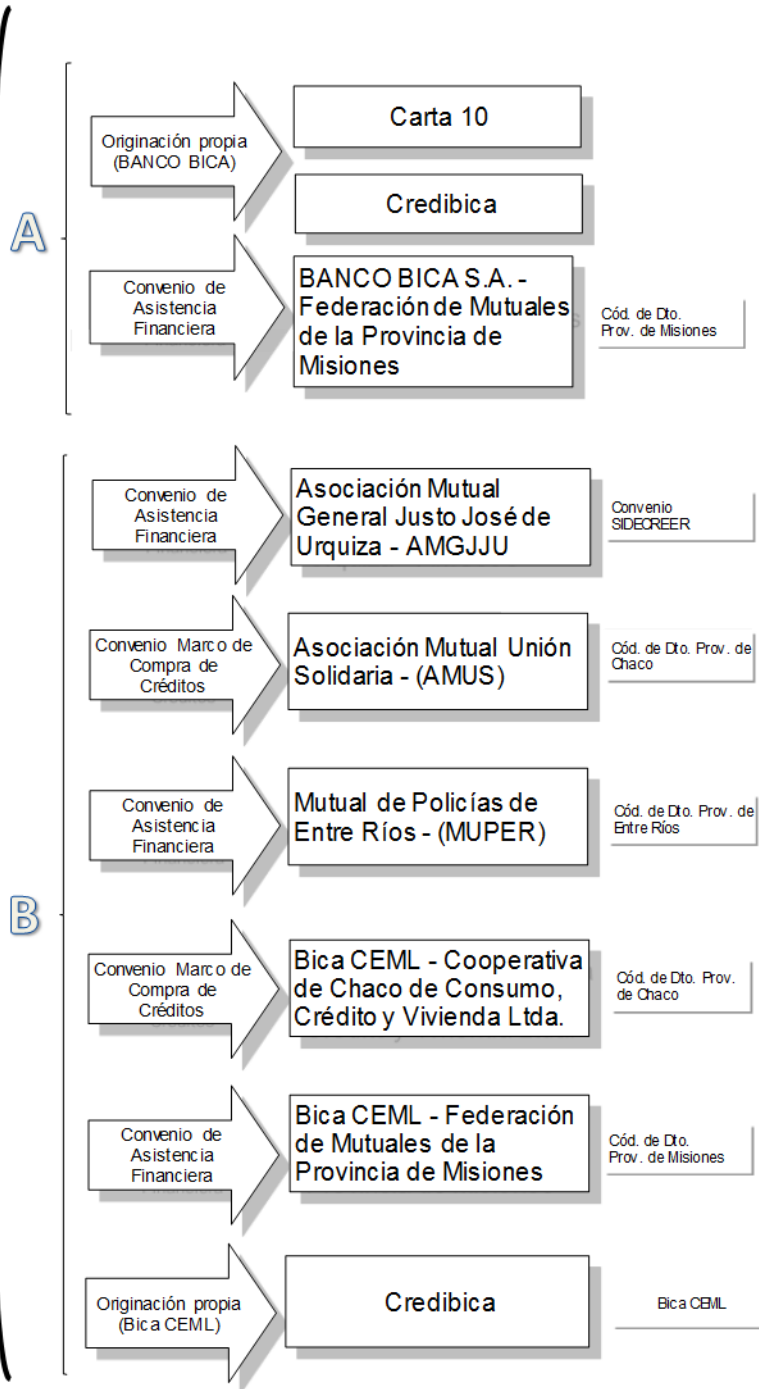 A
Originación propia
(BANCO BICA)
Carta 10
Credibica
Convenio de
Asistencia
Financiera
BANCO BICA S.A. -
Federación de Mutuales
de la Provincia de
Misiones
Cód. de Dto.
Prov. de Misiones
B
Convenio de
Asistencia
Financiera
Asociación Mutual
General Justo José de
Urquiza - AMGJJU
Convenio
SIDECREER
Convenio Marco de
Compra de
Créditos
Asociación Mutual Unión
Solidaria - (AMUS)
Cód. de Dto. Prov. de
Chaco
Convenio de
Asistencia
Financiera
Mutual de Policías de
Entre Ríos - (MUPER)
Cód. de Dto. Prov. de
Entre Ríos
Convenio Marco de
Compra de
Créditos
Bica CEML - Cooperativa
de Chaco de Consumo,
Crédito y Vivienda Ltda.
Cód. de Dto. Prov.
de Chaco
Convenio de
Asistencia
Financiera
Bica CEML - Federación
de Mutuales de la
Provincia de Misiones
Cód. de Dto.
Prov. de Misiones
Originación propia
(Bica CEML)
Credibica
Bica CEML